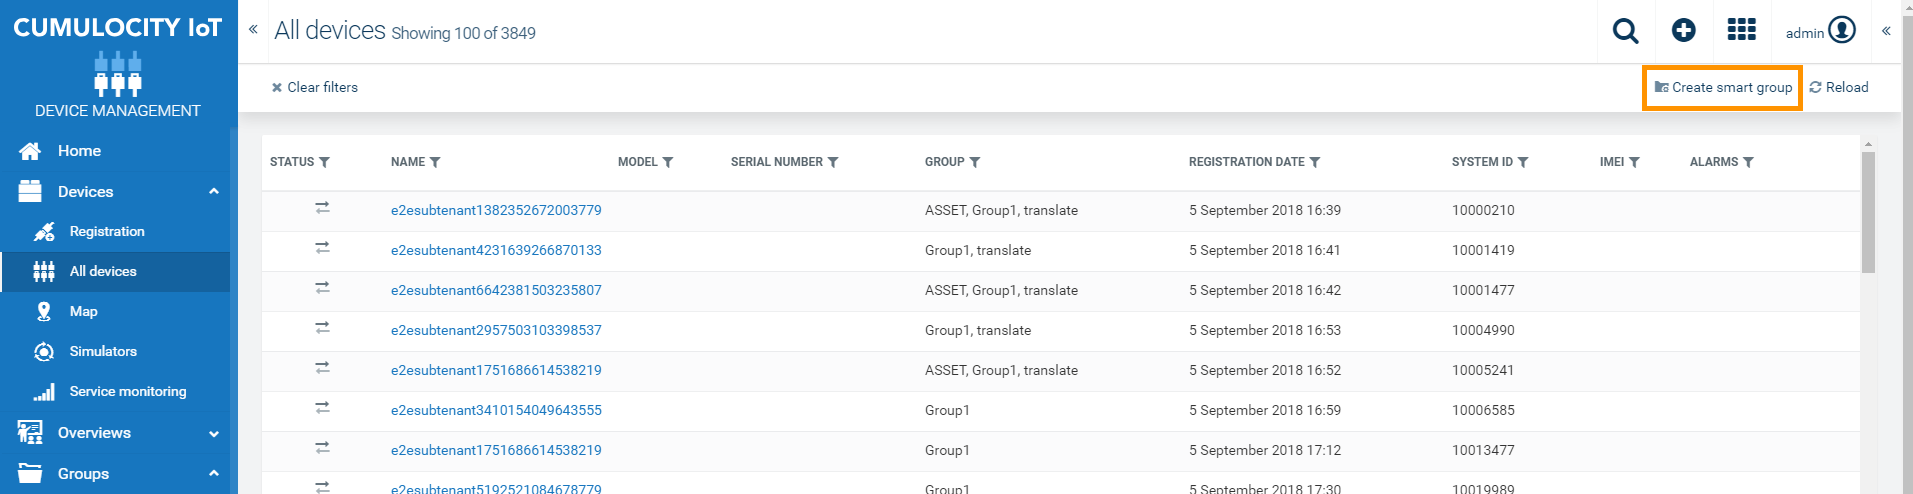 CUMULOCITY IoT
DEVICE MANAGEMENT
Home
Devices
Registration
All devices
Map
Simulators
Service monitoring
Overviews
Groups
« All devices Showing 100 of 3849
admin «
Clear filters
Create smart group Reload
STATUS NAME MODEL SERIAL NUMBER GROUP REGISTRATION DATE SYSTEM ID IMEI ALARMS
e2esubtenant1382352672003779 ASSET, Group1, translate 5 September 2018 16:39 10000210
e2esubtenant4231639266870133 Group1, translate 5 September 2018 16:41 10001419
e2esubtenant6642381503235807 ASSET, Group1, translate 5 September 2018 16:42 10001477
e2esubtenant2957503103398537 Group1, translate 5 September 2018 16:53 10004990
e2esubtenant1751686614538219 ASSET, Group1, translate 5 September 2018 16:52 10005241
e2esubtenant3410154049643555 Group1 5 September 2018 16:59 10006585
e2esubtenant1751686614538219 Group1 5 September 2018 17:12 10013477
e2esubtenant5192521084678779 Group1 5 September 2018 17:30 10019989